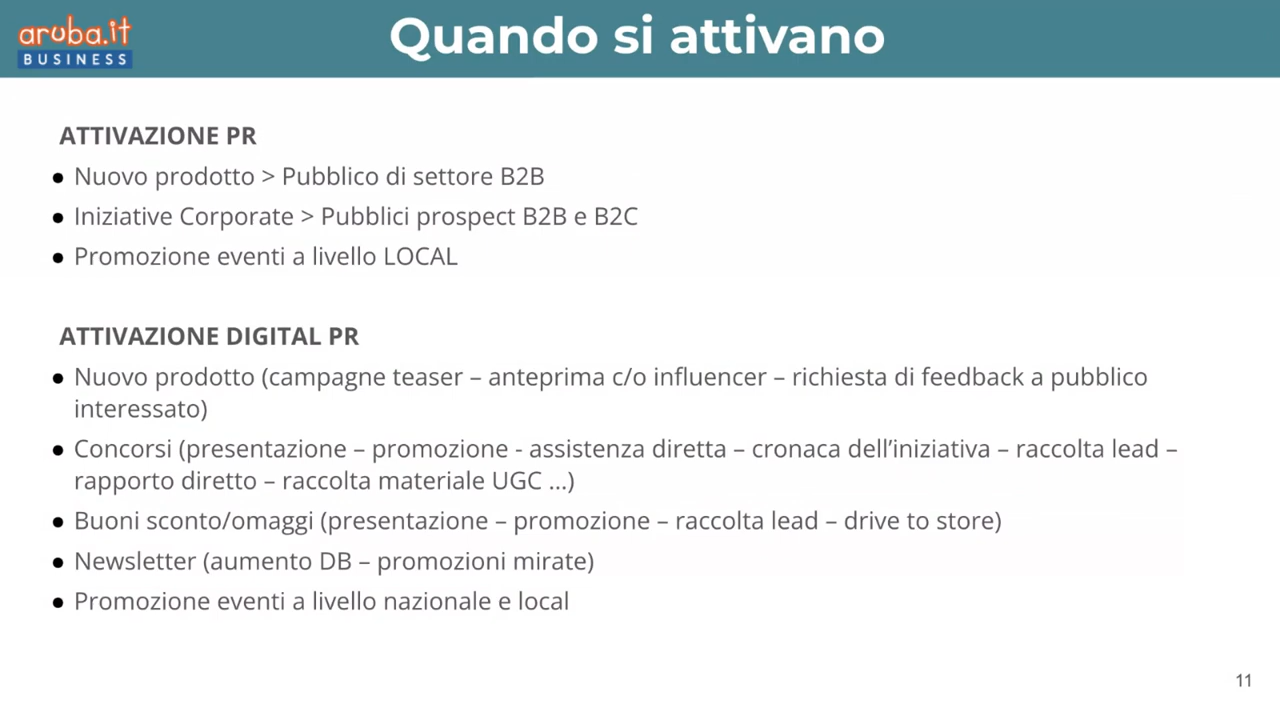 aruba.it
BUSINESS
Quando si attivano
ATTIVAZIONE PR
● Nuovo prodotto > Pubblico di settore B2B
● Iniziative Corporate > Pubblici prospect B2B e B2C
● Promozione eventi a livello LOCAL
ATTIVAZIONE DIGITAL PR
● Nuovo prodotto (campagne teaser – anteprima c/o influencer – richiesta di feedback a pubblico
interessato)
● Concorsi (presentazione – promozione - assistenza diretta – cronaca dell’iniziativa – raccolta lead –
rapporto diretto – raccolta materiale UGC ...)
● Buoni sconto/omaggi (presentazione – promozione – raccolta lead – drive to store)
● Newsletter (aumento DB – promozioni mirate)
● Promozione eventi a livello nazionale e local
11